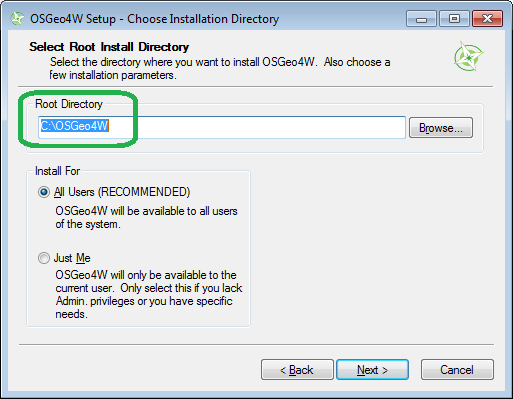 OSGeo4W Setup - Choose Installation Directory
Select Root Install Directory
Select the directory where you want to install OSGeo4W. Also choose a
few installation parameters.
Root Directory
C:\OSGeo4W
Browse...
Install For
All Users (RECOMMENDED)
OSGeo4W will be available to all users
of the system.
Just Me
OSGeo4W will only be available to the
current user. Only select this if you lack
Admin. privileges or you have specific
needs.
< Back
Next >
Cancel